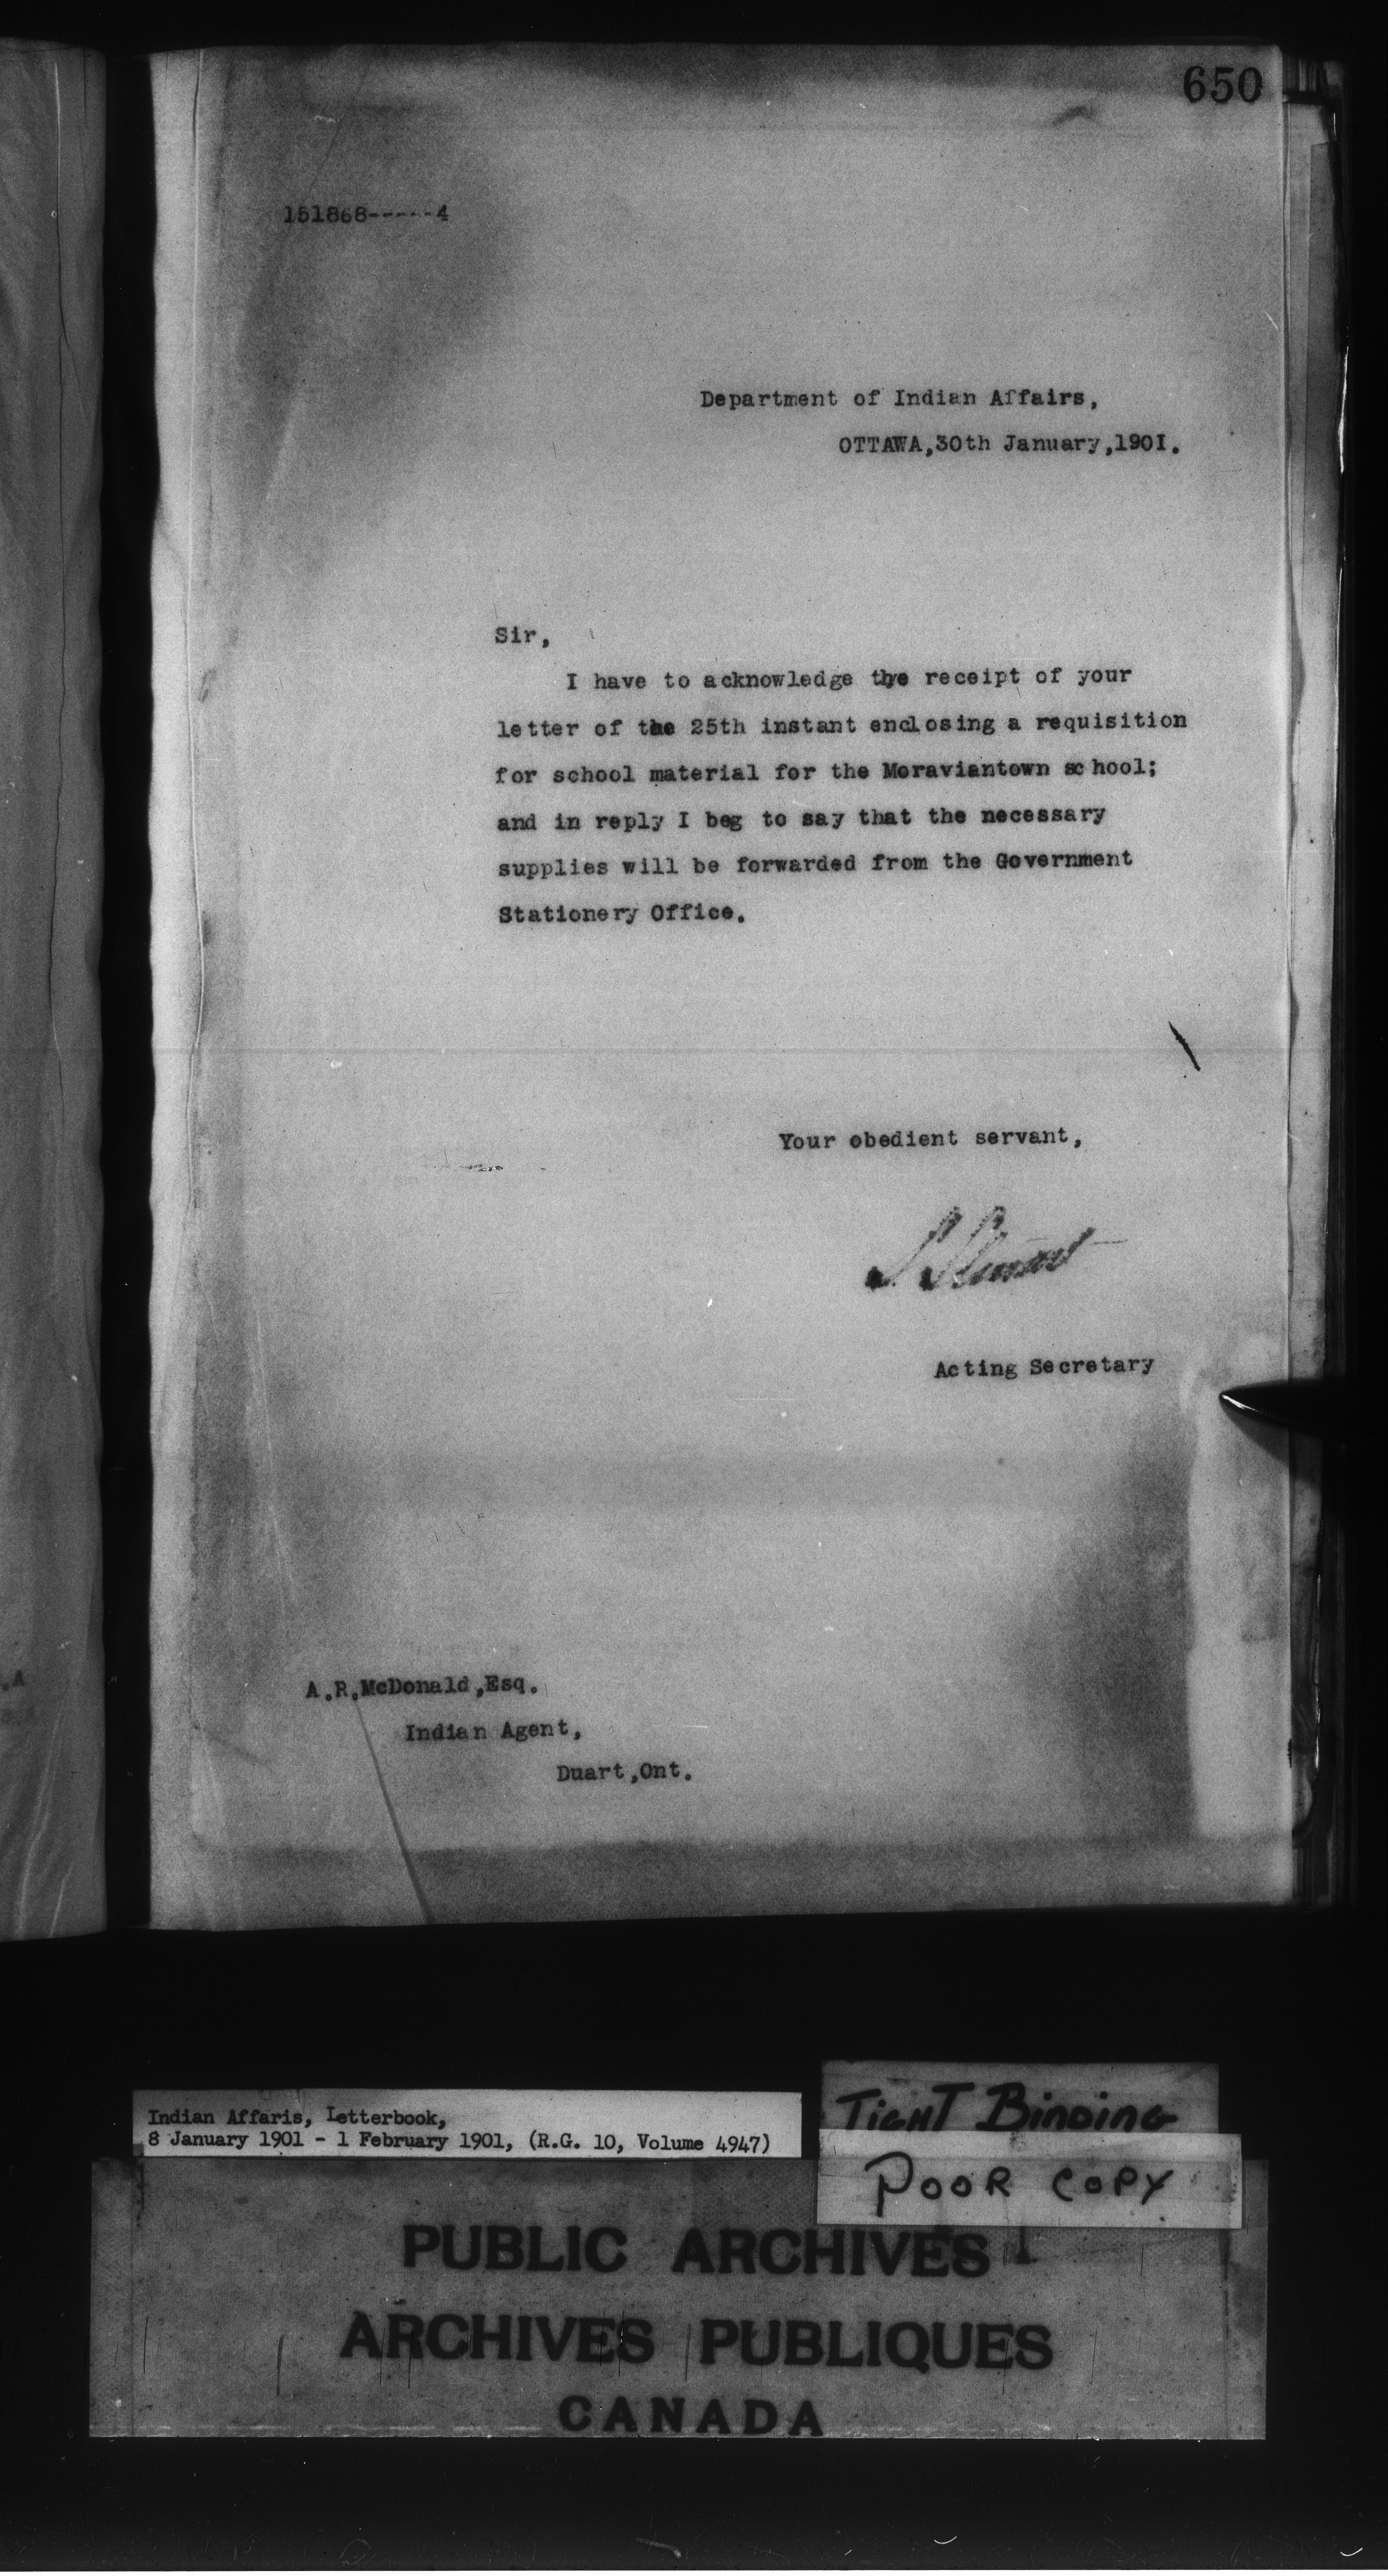 650
151868-----4
Department of Indian Affairs,
OTTAWA,30th January,190I.
Sir,
I have to acknowledge the receipt of your
letter of the 25th instant enclosing a requisition
for school material for the Moraviantown school;
and in reply I beg to say that the necessary
supplies will be forwarded from the Government
Stationery Office.
Your obedient servant,
S. Stewart
Acting Secretary
A.R.McDonald,Esq.
Indian Agent,
Duart,Ont.
Indian Affaris, Letterbook,
8 January 1901 - 1 February 1901, (R.G. 10, Volume 4947)
TIGHT BINDING
POOR COPY
PUBLIC ARCHIVES
ARCHIVES PUBLIQUES
CANADA